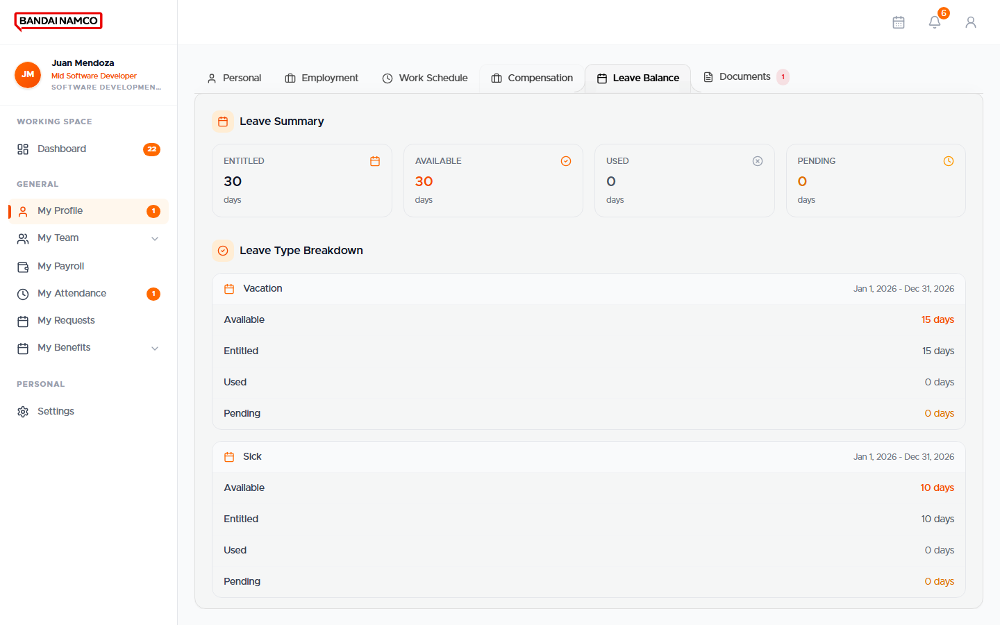 BANDAI NAMCO
6
JM
Juan Mendoza
Mid Software Developer
SOFTWARE DEVELOPMEN...
WORKING SPACE
Dashboard
22
GENERAL
My Profile
1
My Team
My Payroll
My Attendance
1
My Requests
My Benefits
PERSONAL
Settings
Personal
Employment
Work Schedule
Compensation
Leave Balance
Documents
1
Leave Summary
ENTITLED
30
days
AVAILABLE
30
days
USED
0
days
PENDING
0
days
Leave Type Breakdown
Vacation
Jan 1, 2026 - Dec 31, 2026
Available
15 days
Entitled
15 days
Used
0 days
Pending
0 days
Sick
Jan 1, 2026 - Dec 31, 2026
Available
10 days
Entitled
10 days
Used
0 days
Pending
0 days